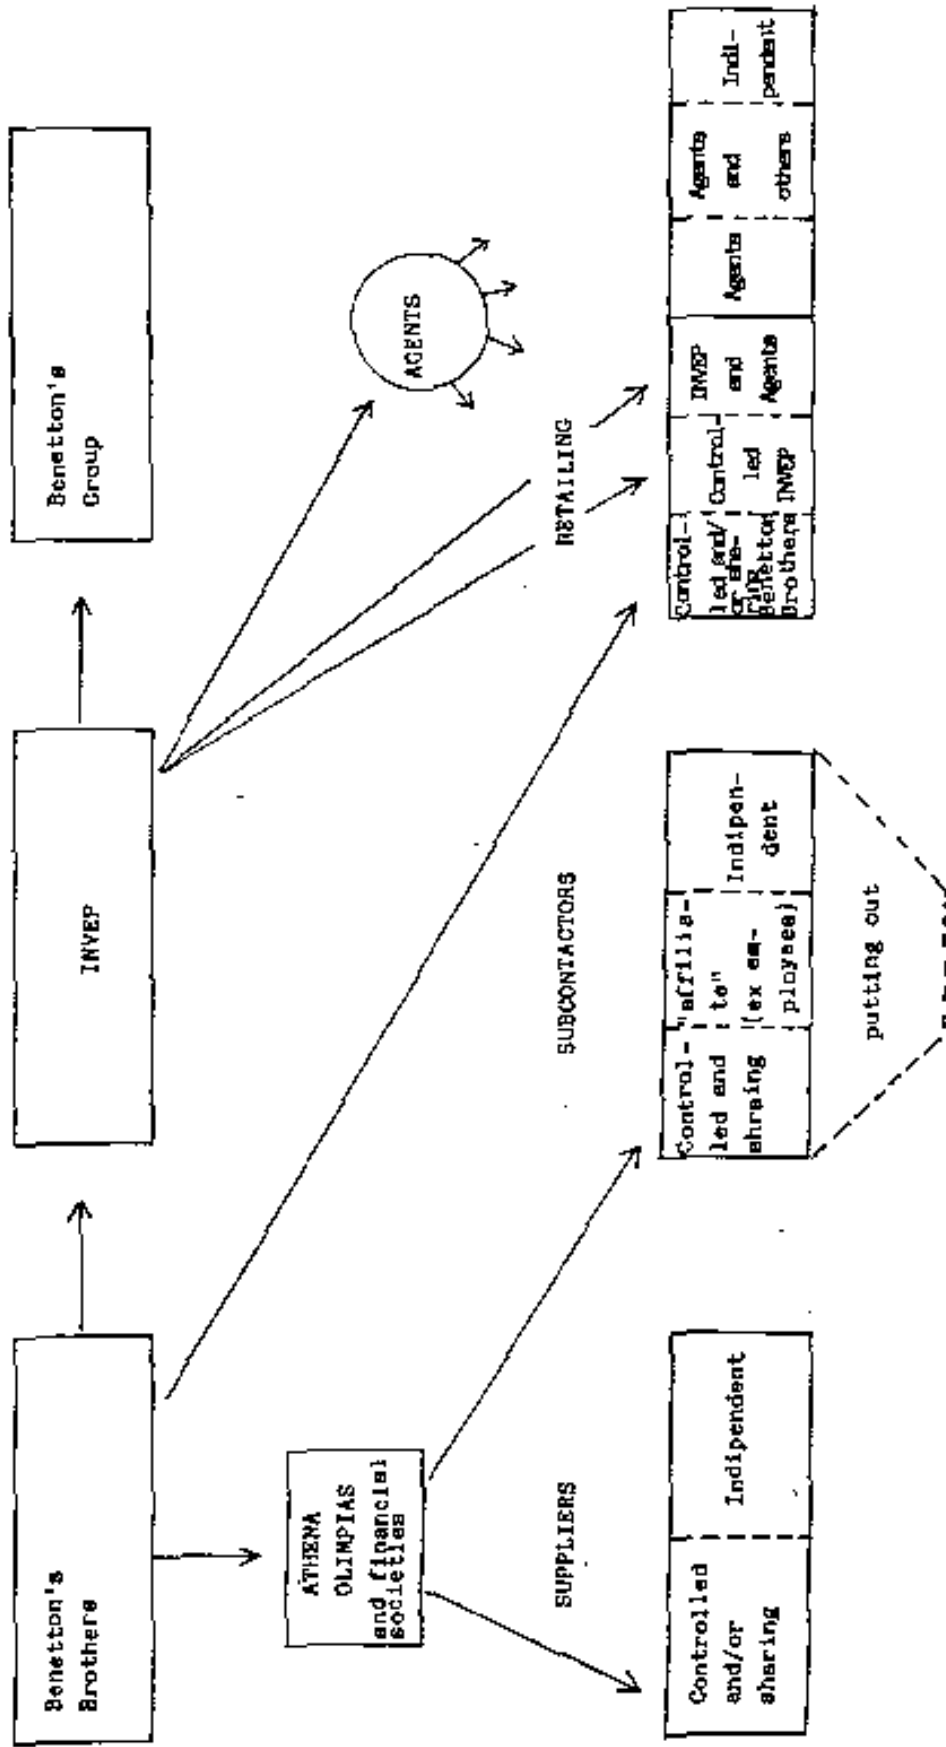 Benetton's
Brothers
INVEP
Benetton's
Group
ATHENA
OLIMPIAS
and financial
societies
AGENTS
SUPPLIERS
SUBCONTACTORS
RETAILING
Controlled
and/or
sharing
Indipendent
Control-
led and
shraing
"affilia-
te"
(ex em-
ployees)
Indipen-
dent
Control-
led and/
or sha-
ring
Benetton
Brothers
Control-
led
INVEP
INVEP
and
Agents
Agents
Agents
and
others
Indi-
pendent
putting out